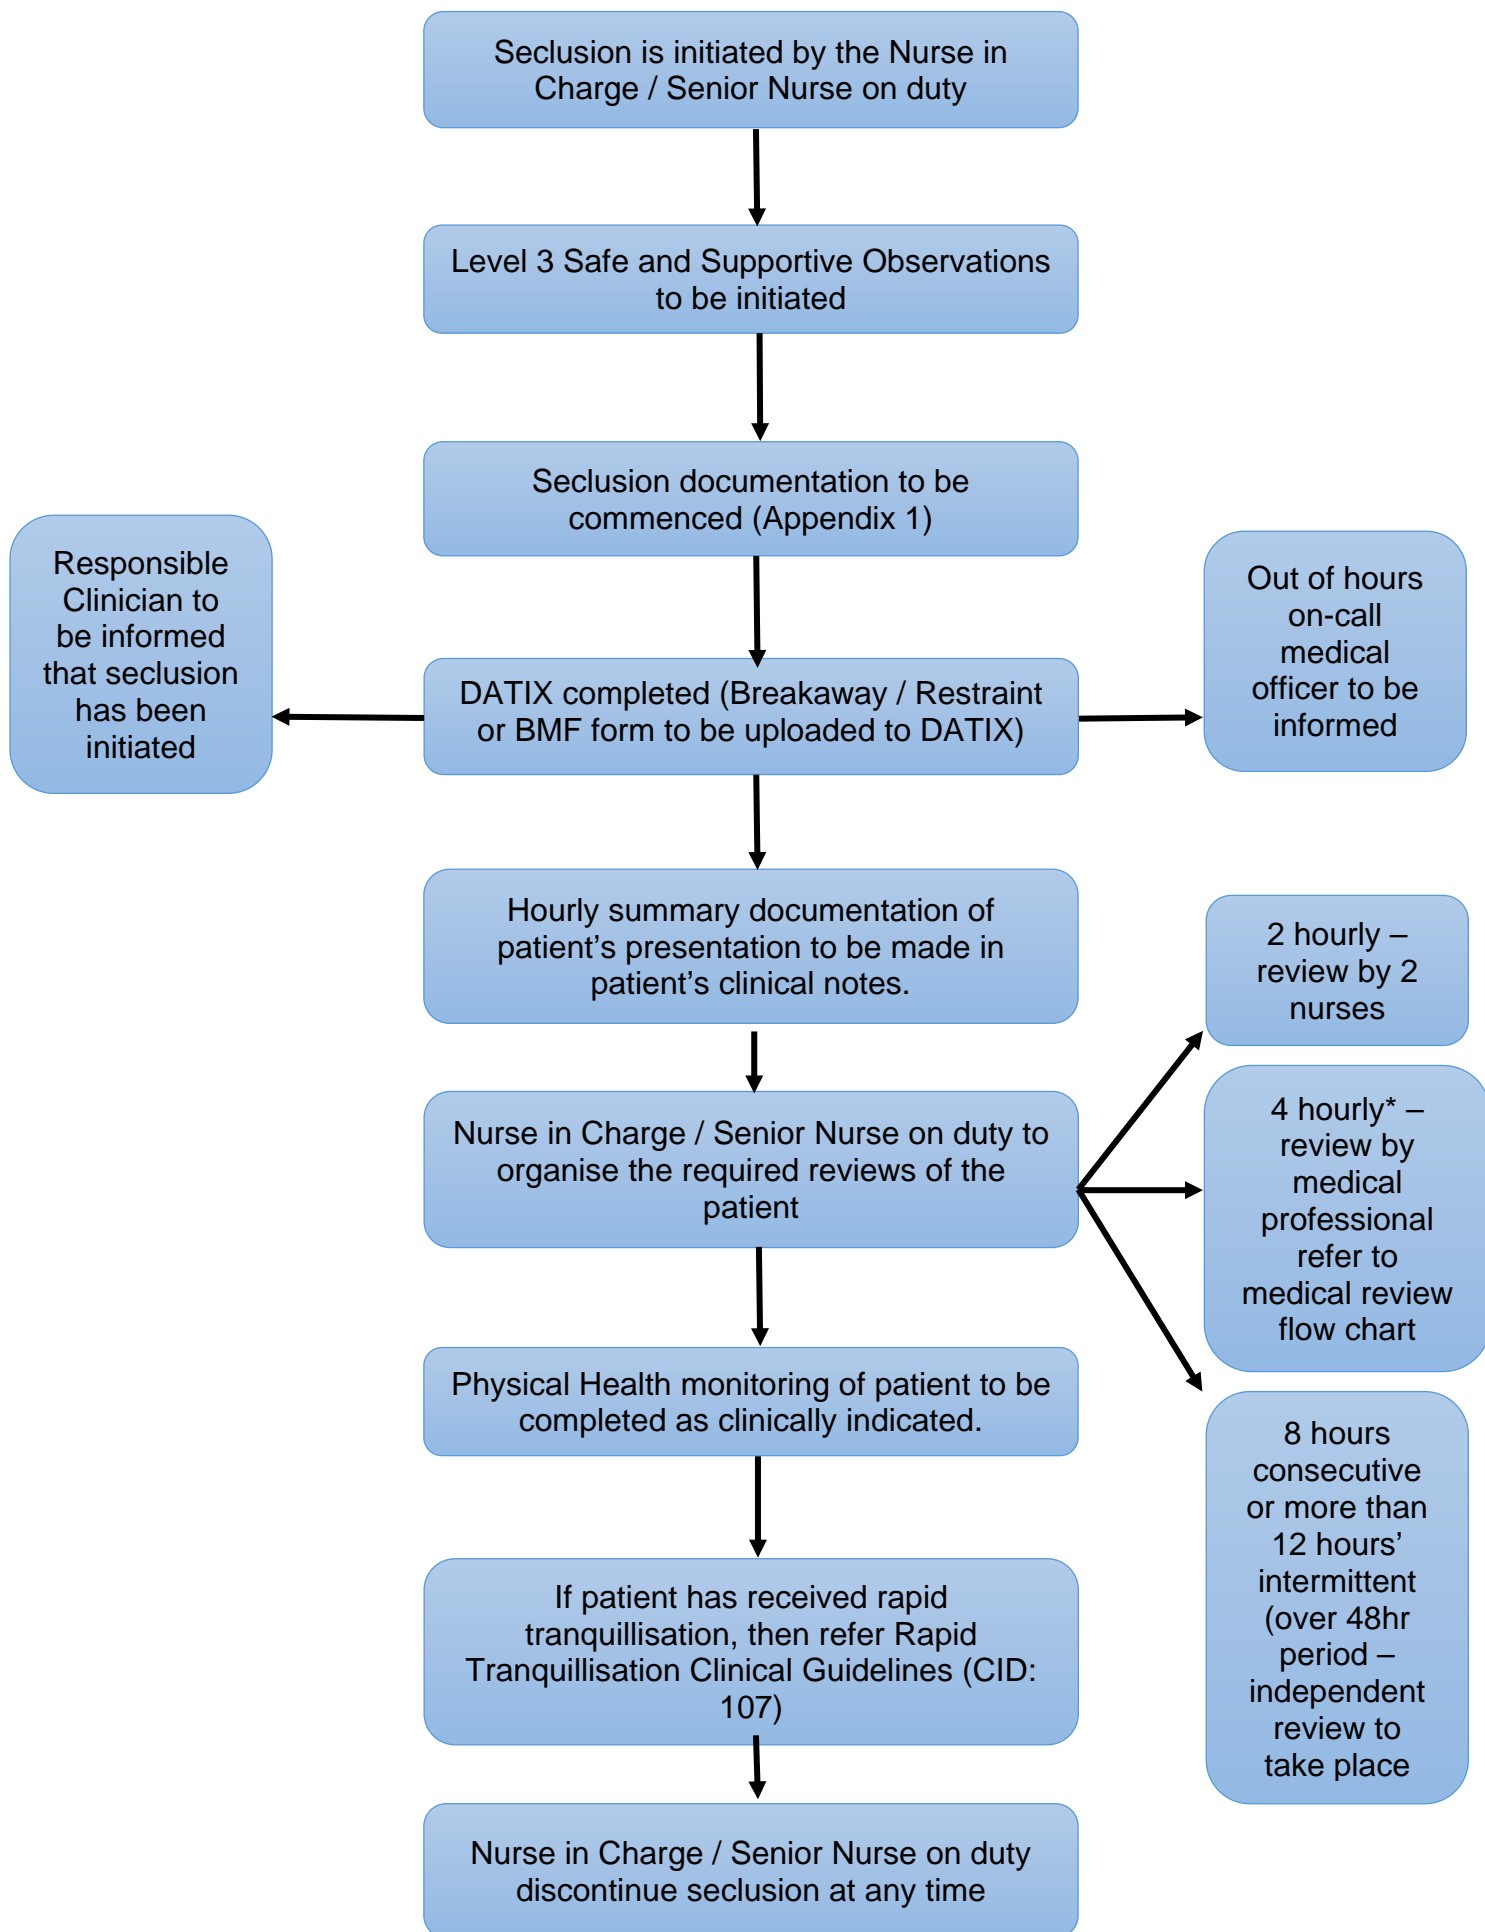 Seclusion is initiated by the Nurse in
Charge / Senior Nurse on duty
Level 3 Safe and Supportive Observations
to be initiated
Seclusion documentation to be
commenced (Appendix 1)
Responsible
Clinician to
be informed
that seclusion
has been
initiated
DATIX completed (Breakaway / Restraint
or BMF form to be uploaded to DATIX)
Out of hours
on-call
medical
officer to be
informed
Hourly summary documentation of
patient’s presentation to be made in
patient’s clinical notes.
Nurse in Charge / Senior Nurse on duty to
organise the required reviews of the
patient
2 hourly –
review by 2
nurses
4 hourly* –
review by
medical
professional
refer to
medical review
flow chart
8 hours
consecutive
or more than
12 hours’
intermittent
(over 48hr
period –
independent
review to
take place
Physical Health monitoring of patient to be
completed as clinically indicated.
If patient has received rapid
tranquillisation, then refer Rapid
Tranquillisation Clinical Guidelines (CID:
107)
Nurse in Charge / Senior Nurse on duty
discontinue seclusion at any time